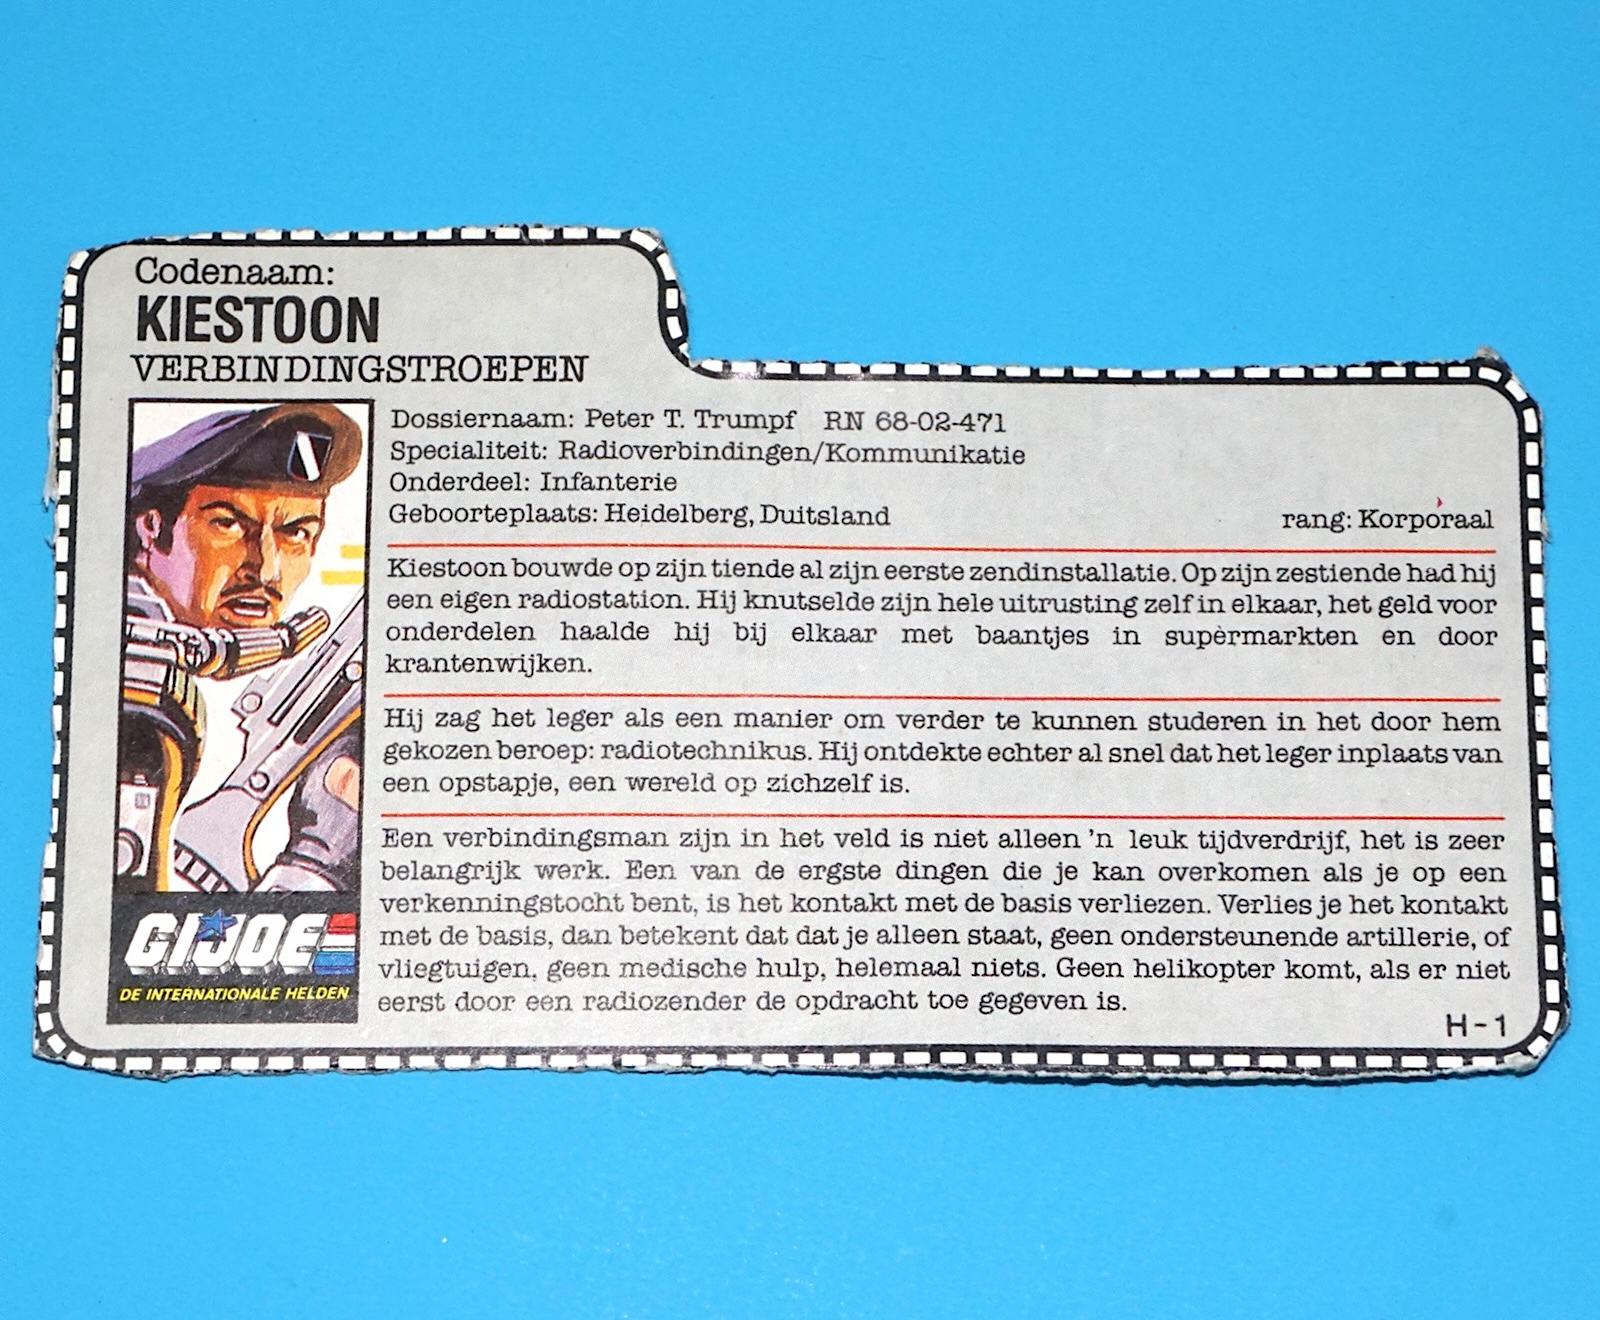 Codenaam:
KIESTOON
VERBINDINGSTROEPEN
Dossiernaam: Peter T. Trumpf RN 68-02-471
Specialiteit: Radioverbindingen/Kommunikatie
Onderdeel: Infanterie
Geboorteplaats: Heidelberg, Duitsland rang: Korporaal
Kiestoon bouwde op zijn tiende al zijn eerste zendinstallatie. Op zijn zestiende had hij
een eigen radiostation. Hij knutselde zijn hele uitrusting zelf in elkaar, het geld voor
onderdelen haalde hij bij elkaar met baantjes in supermarkten en door
krantenwijken.
Hij zag het leger als een manier om verder te kunnen studeren in het door hem
gekozen beroep: radiotechnikus. Hij ontdekte echter al snel dat het leger inplaats van
een opstapje, een wereld op zichzelf is.
Een verbindingsman zijn in het veld is niet alleen 'n leuk tijdverdrijf, het is zeer
belangrijk werk. Een van de ergste dingen die je kan overkomen als je op een
verkenningstocht bent, is het kontakt met de basis verliezen. Verlies je het kontakt
met de basis, dan betekent dat dat je alleen staat, geen ondersteunende artillerie, of
vliegtuigen, geen medische hulp, helemaal niets. Geen helikopter komt, als er niet
eerst door een radiozender de opdracht toe gegeven is.
GI JOE
DE INTERNATIONALE HELDEN
H-1